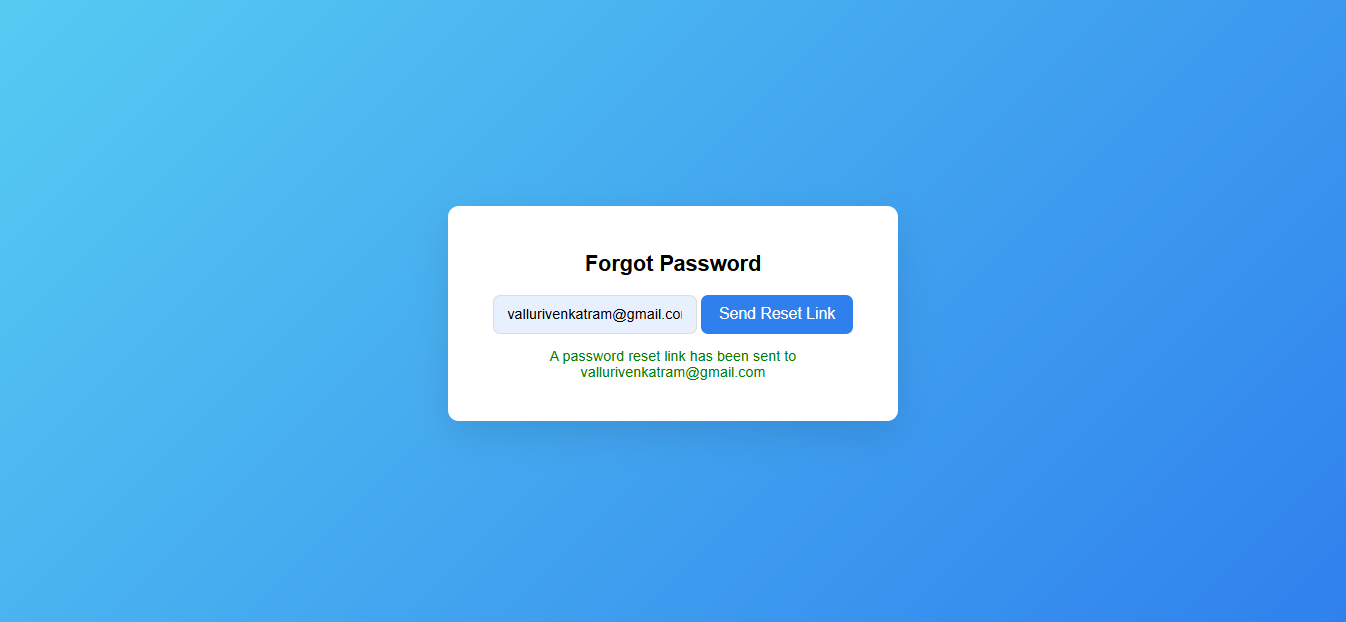 Forgot Password
vallurivenkatram@gmail.co
Send Reset Link
A password reset link has been sent to
vallurivenkatram@gmail.com